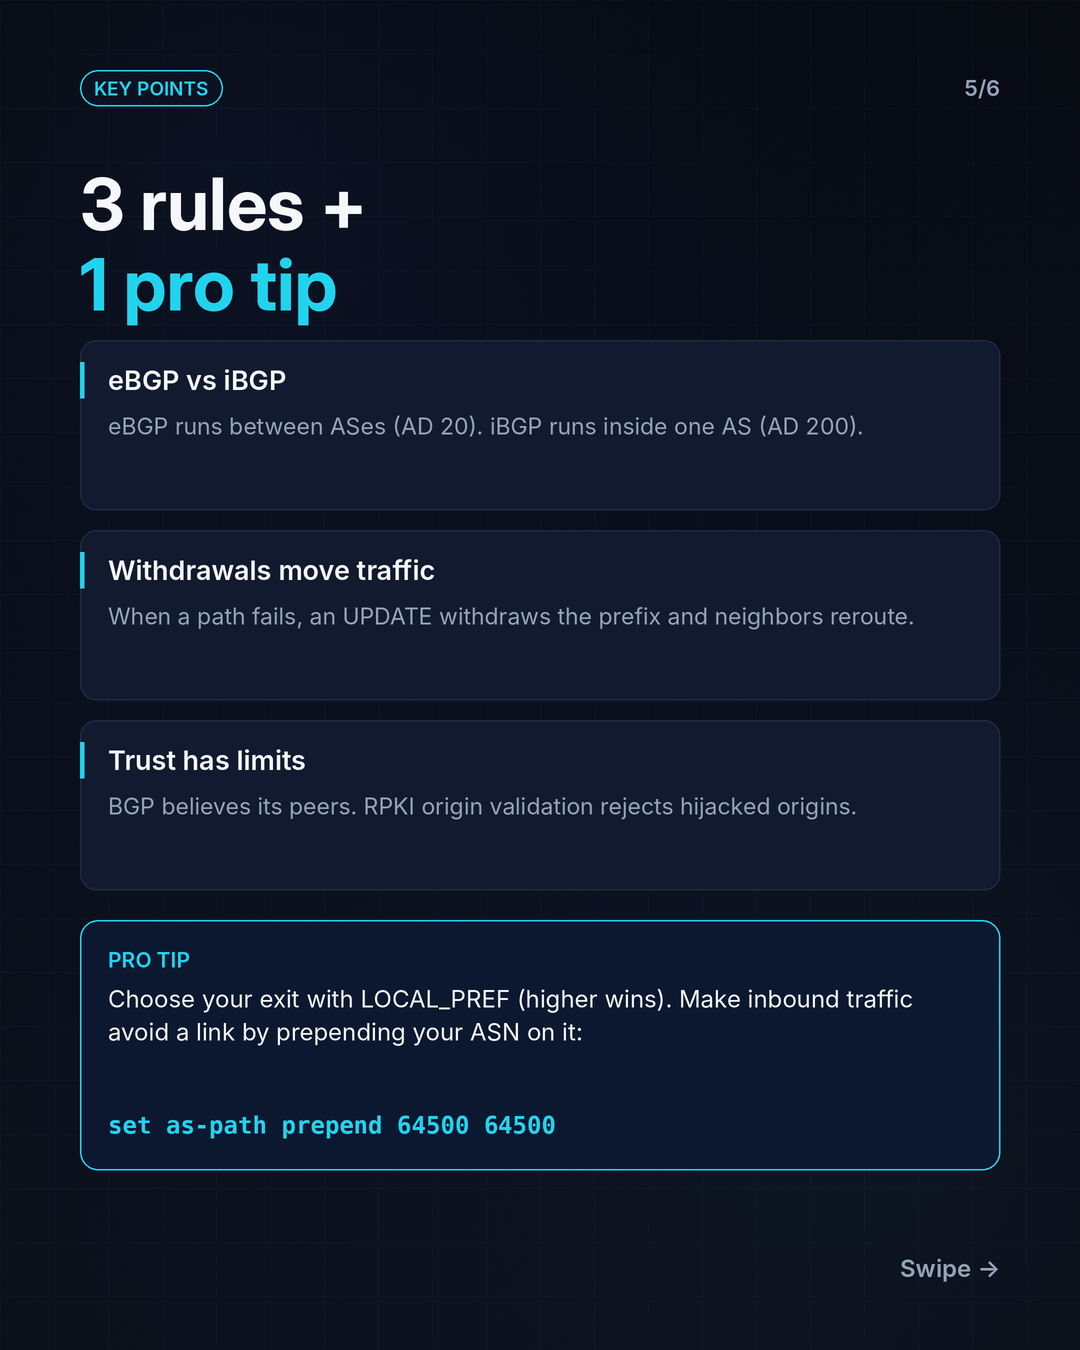 KEY POINTS
5/6
3 rules +
1 pro tip
eBGP vs iBGP
eBGP runs between ASes (AD 20). iBGP runs inside one AS (AD 200).
Withdrawals move traffic
When a path fails, an UPDATE withdraws the prefix and neighbors reroute.
Trust has limits
BGP believes its peers. RPKI origin validation rejects hijacked origins.
PRO TIP
Choose your exit with LOCAL_PREF (higher wins). Make inbound traffic
avoid a link by prepending your ASN on it:
set as-path prepend 64500 64500
Swipe →